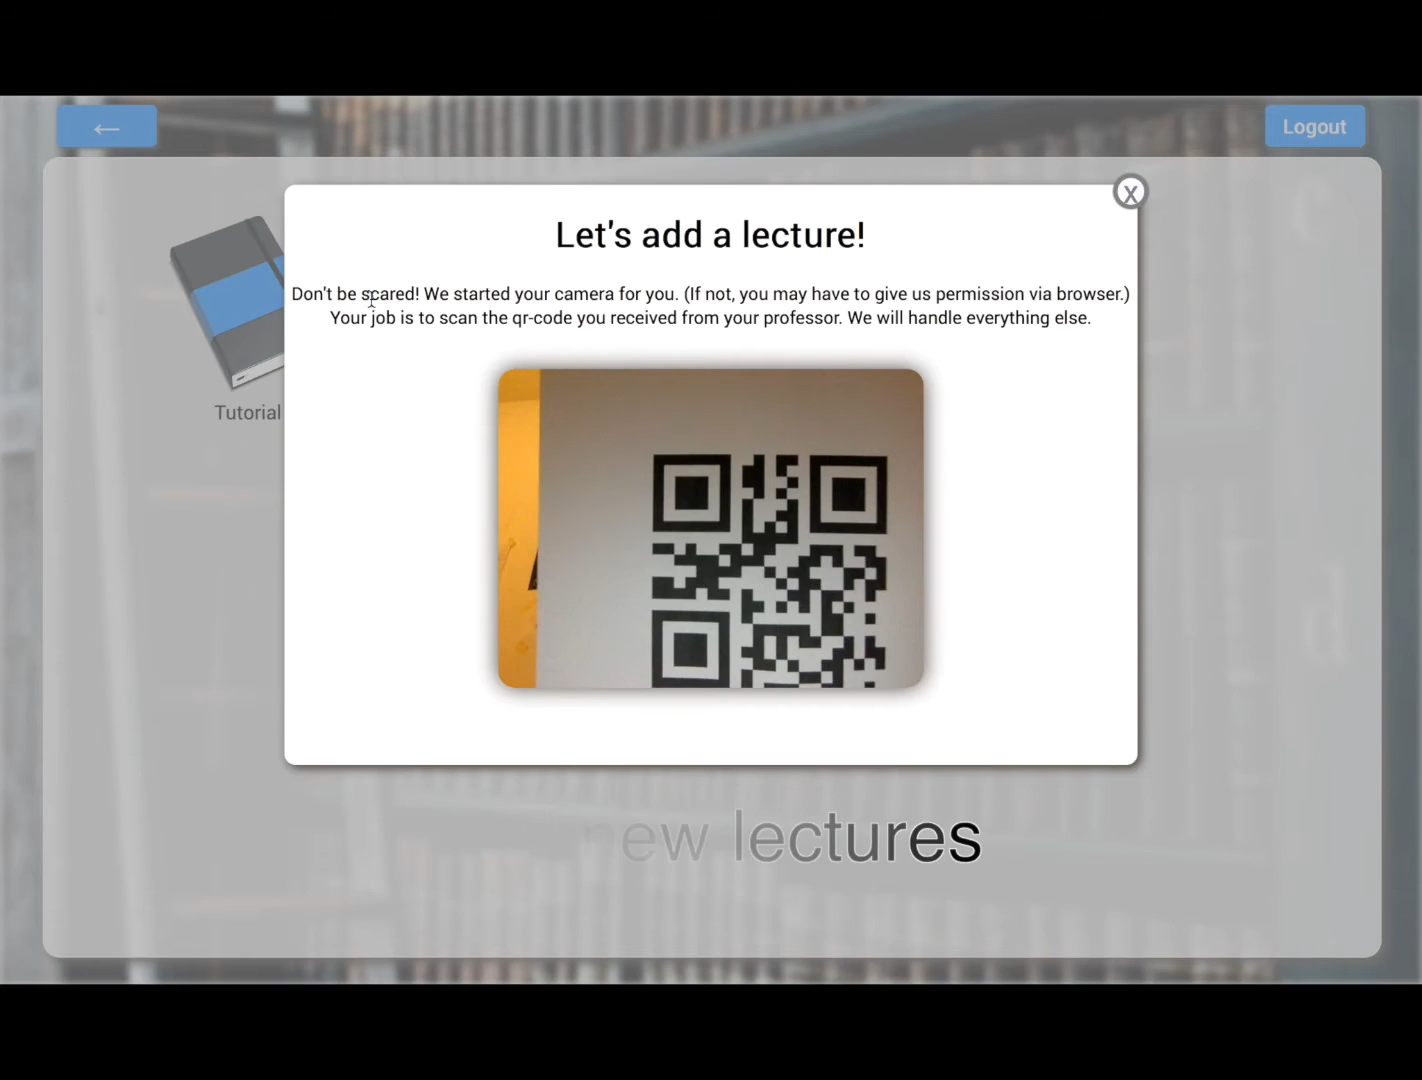 ←
Logout
X
Let's add a lecture!
Don't be scared! We started your camera for you. (If not, you may have to give us permission via browser.)
Your job is to scan the qr-code you received from your professor. We will handle everything else.
Tutorial
new lectures